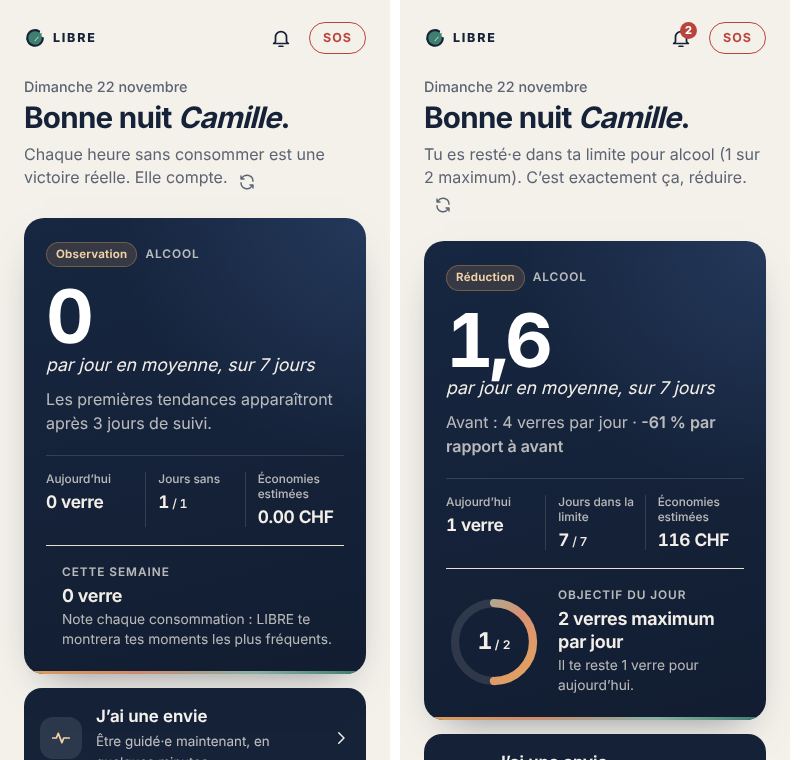 LIBRE
SOS
Dimanche 22 novembre
Bonne nuit Camille.
Chaque heure sans consommer est une
victoire réelle. Elle compte.
Observation ALCOOL
0
par jour en moyenne, sur 7 jours
Les premières tendances apparaîtront
après 3 jours de suivi.
Aujourd’hui
0 verre
Jours sans
1 / 1
Économies
estimées
0.00 CHF
CETTE SEMAINE
0 verre
Note chaque consommation : LIBRE te
montrera tes moments les plus fréquents.
J’ai une envie
Être guidé·e maintenant, en
quelques minutes
LIBRE
2
SOS
Dimanche 22 novembre
Bonne nuit Camille.
Tu es resté·e dans ta limite pour alcool (1 sur
2 maximum). C’est exactement ça, réduire.
Réduction ALCOOL
1,6
par jour en moyenne, sur 7 jours
Avant : 4 verres par jour · -61 % par
rapport à avant
Aujourd’hui
1 verre
Jours dans la
limite
7 / 7
Économies
estimées
116 CHF
1 / 2
OBJECTIF DU JOUR
2 verres maximum
par jour
Il te reste 1 verre pour
aujourd’hui.
J’ai une envie